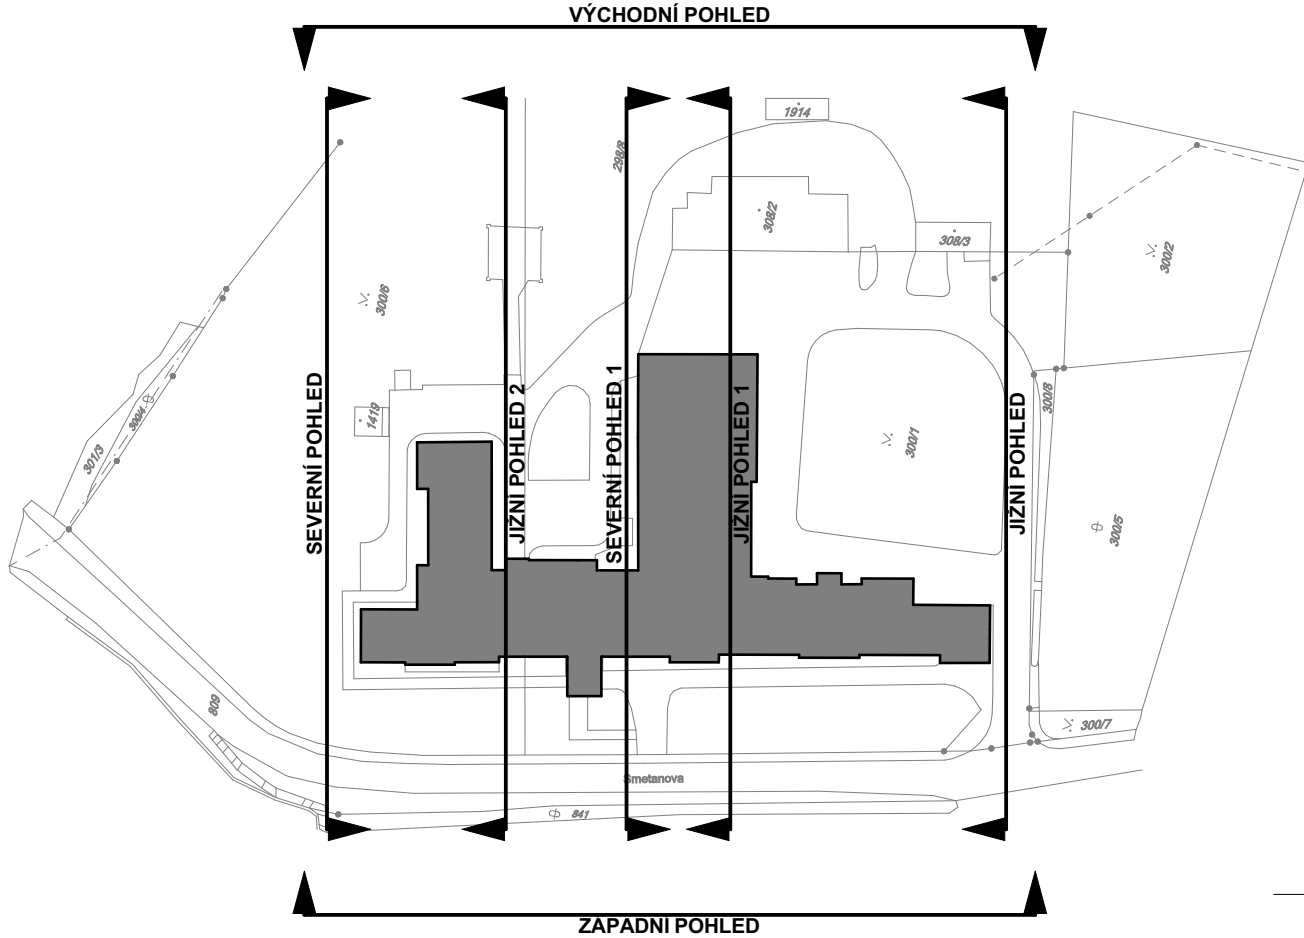 VÝCHODNÍ POHLED
1914
298/8
308/2
308/3
300/2
300/6
SEVERNÍ POHLED
JIŽNÍ POHLED 2
SEVERNÍ POHLED 1
JIŽNÍ POHLED 1
JIŽNÍ POHLED
300/8
1419
300/4
301/3
300/1
300/5
809
300/7
Smetanova
841
ZÁPADNÍ POHLED